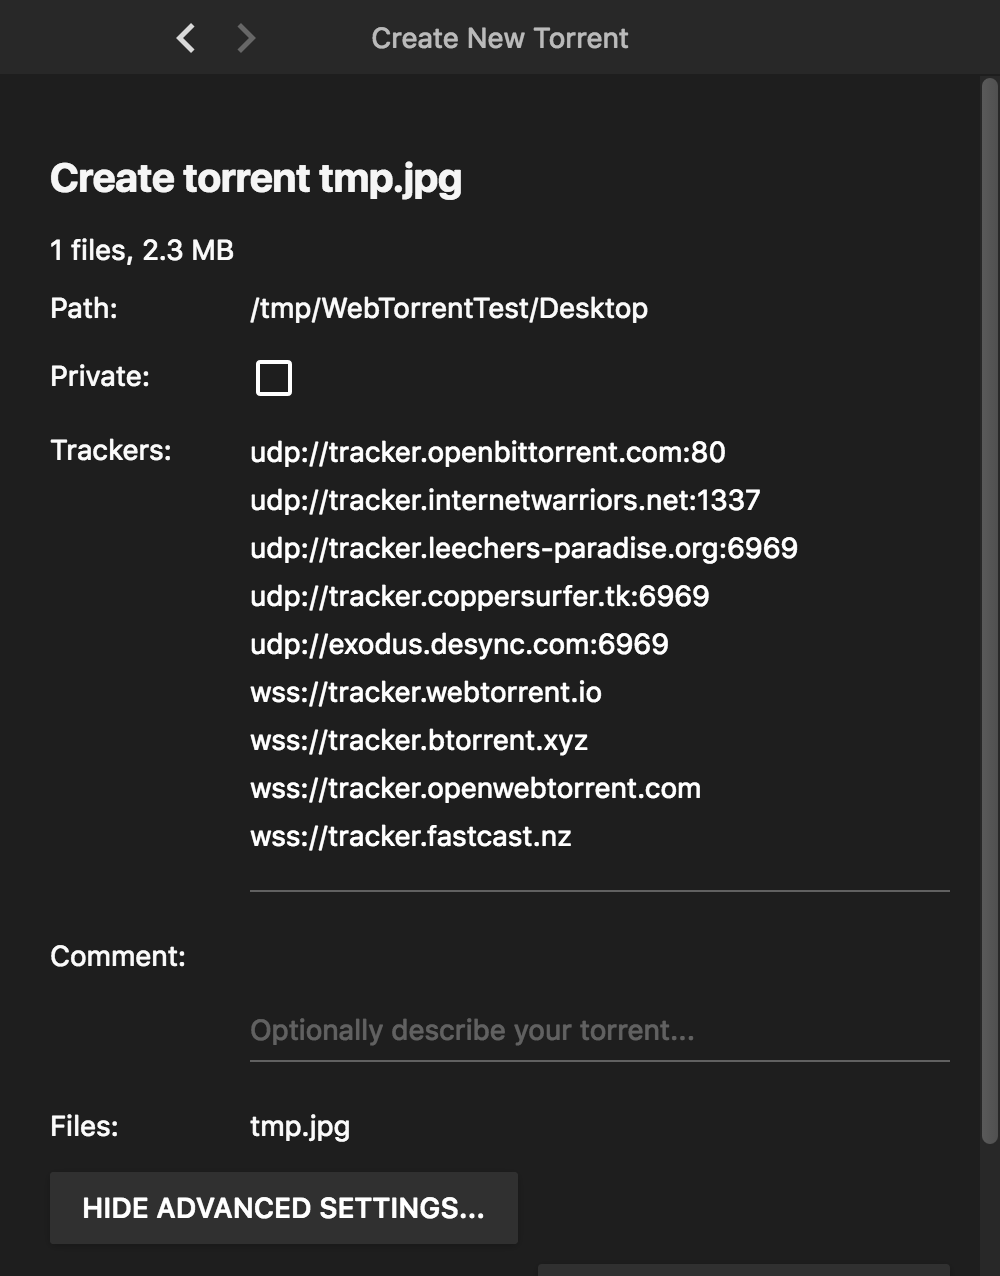 Create New Torrent
Create torrent tmp.jpg
1 files, 2.3 MB
Path: /tmp/WebTorrentTest/Desktop
Private:
Trackers: udp://tracker.openbittorrent.com:80
udp://tracker.internetwarriors.net:1337
udp://tracker.leechers-paradise.org:6969
udp://tracker.coppersurfer.tk:6969
udp://exodus.desync.com:6969
wss://tracker.webtorrent.io
wss://tracker.btorrent.xyz
wss://tracker.openwebtorrent.com
wss://tracker.fastcast.nz
Comment:
Optionally describe your torrent...
Files: tmp.jpg
HIDE ADVANCED SETTINGS...